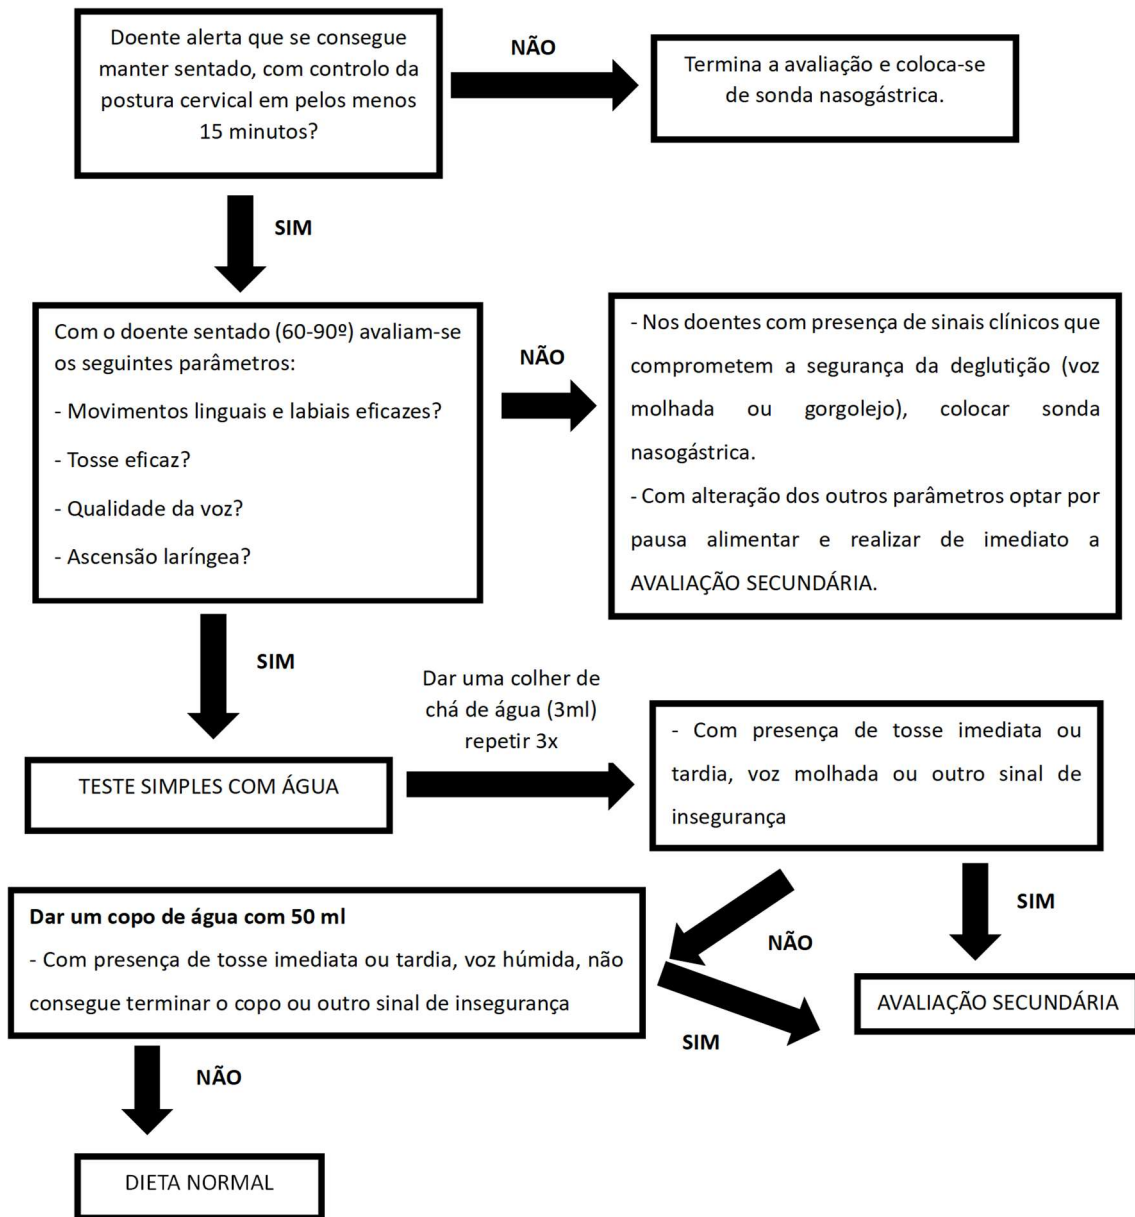 Doente alerta que se consegue
manter sentado, com controlo da
postura cervical em pelos menos
15 minutos?
NÃO
Termina a avaliação e coloca-se
de sonda nasogástrica.
SIM
Com o doente sentado (60-90º) avaliam-se
os seguintes parâmetros:
- Movimentos linguais e labiais eficazes?
- Tosse eficaz?
- Qualidade da voz?
- Ascensão laríngea?
NÃO
- Nos doentes com presença de sinais clínicos que
comprometem a segurança da deglutição (voz
molhada ou gorgolejo), colocar sonda
nasogástrica.
- Com alteração dos outros parâmetros optar por
pausa alimentar e realizar de imediato a
AVALIAÇÃO SECUNDÁRIA.
SIM
TESTE SIMPLES COM ÁGUA
Dar uma colher de
chá de água (3ml)
repetir 3x
- Com presença de tosse imediata ou
tardia, voz molhada ou outro sinal de
insegurança
SIM
NÃO
Dar um copo de água com 50 ml
- Com presença de tosse imediata ou tardia, voz húmida, não
consegue terminar o copo ou outro sinal de insegurança
SIM
AVALIAÇÃO SECUNDÁRIA
NÃO
DIETA NORMAL